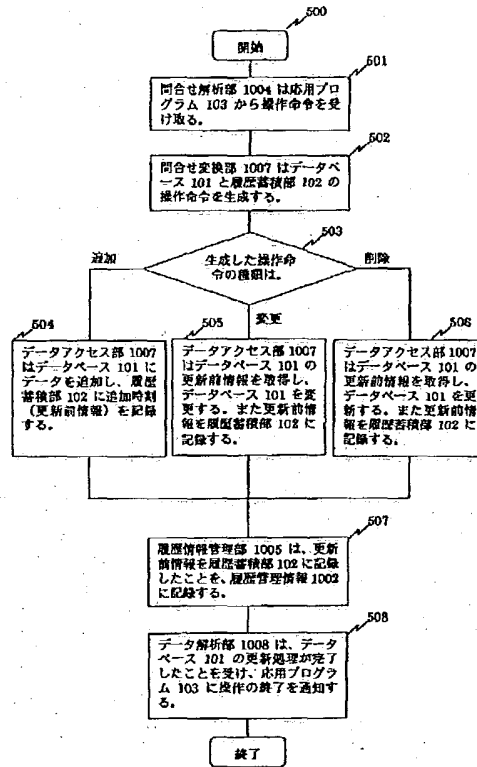 500
開始
501
問合せ解析部 1004 は応用プロ
グラム 103 から操作命令を受
け取る。
502
問合せ変換部 1007 はデータベ
ース 101 と履歴蓄積部 102 の
操作命令を生成する。
503
生成した操作命
令の種類は。
追加
変更
削除
504
データアクセス部 1007
はデータベース 101 に
データを追加し、履歴
蓄積部 102 に追加時刻
(更新前情報) を記録
する。
505
データアクセス部 1007
はデータベース 101 の
更新前情報を取得し、
データベース 101 を変
更する。また更新前情
報を履歴蓄積部 102 に
記録する。
506
データアクセス部 1007
はデータベース 101 の
更新前情報を取得し、デ
ータベース 101 を更
新する。また更新前情
報を履歴蓄積部 102 に
記録する。
507
履歴情報管理部 1005 は、更新
前情報を履歴蓄積部 102 に記録
したことを、履歴管理情報 1002
に記録する。
508
データ解析部 1008 は、データ
ベース 101 の更新処理が完了
したことを受け、応用プログラ
ム 103 に操作の終了を通知す
る。
終了